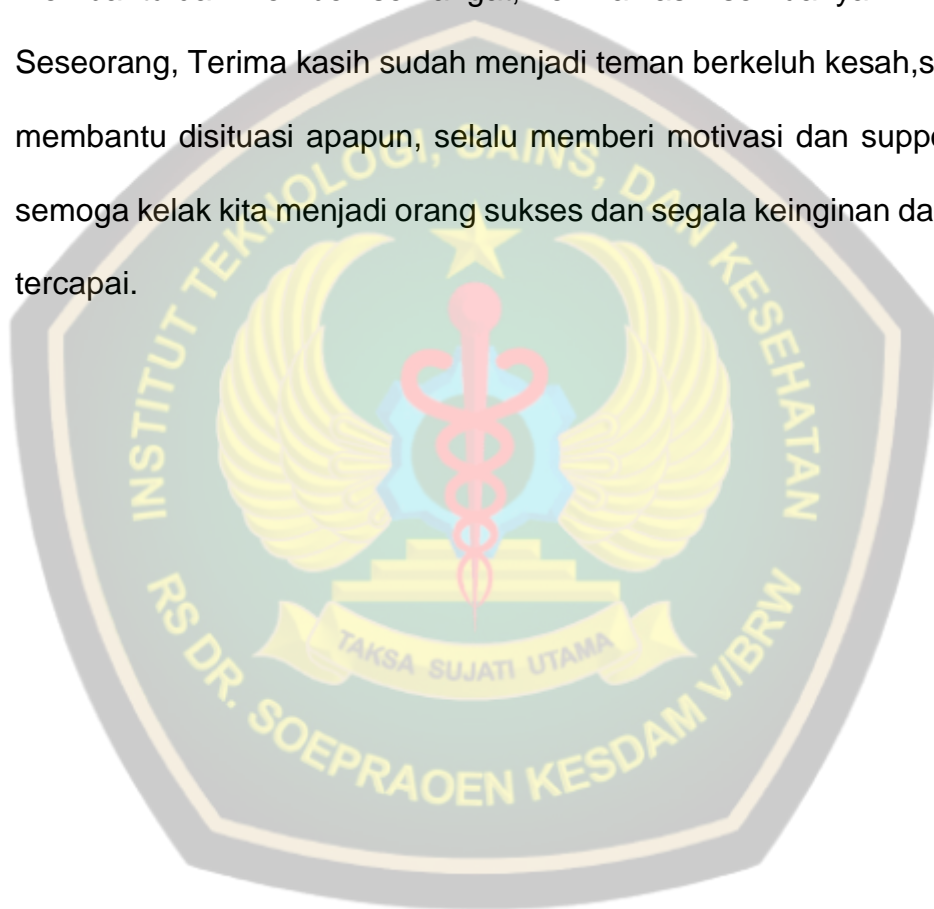 Seseorang, Terima kasih sudah menjadi teman berkeluh kesah,s
membantu disituasi apapun, selalu memberi motivasi dan supp
semoga kelak kita menjadi orang sukses dan segala keinginan da
tercapai.
INSTITUT TEKNOLOGI, SAINS, DAN KESEHATAN
TAKSA SUJATI UTAMA
RS DR. SOEPRAOEN KESDAM V/BRW